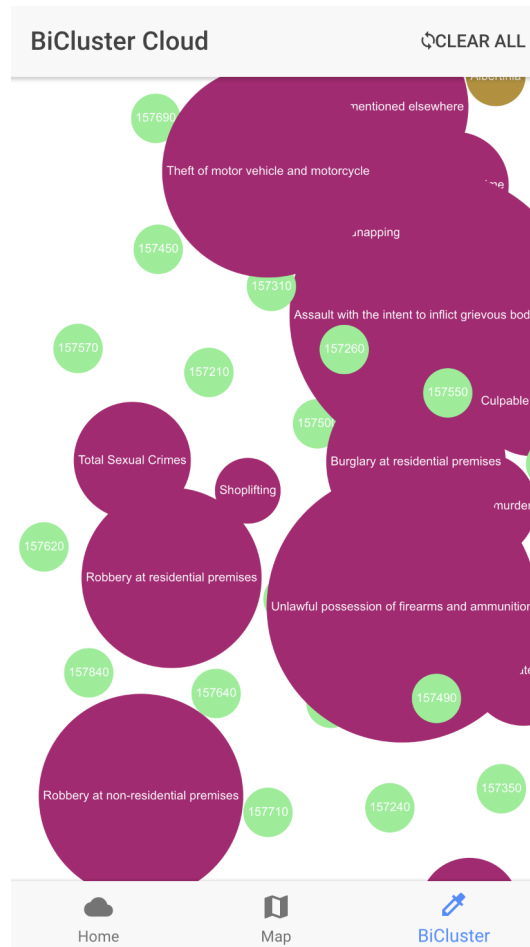 BiCluster Cloud
CLEAR ALL
Albertinia
mentioned elsewhere
157690
Theft of motor vehicle and motorcycle
157450
157310
Assault with the intent to inflict grievous bod
157570
157260
157210
157550
Culpable
Total Sexual Crimes
Burglary at residential premises
Shoplifting
murder
157620
Robbery at residential premises
Unlawful possession of firearms and ammunition
157840
157640
157490
157350
Robbery at non-residential premises
157710
157240
Home
Map
BiCluster